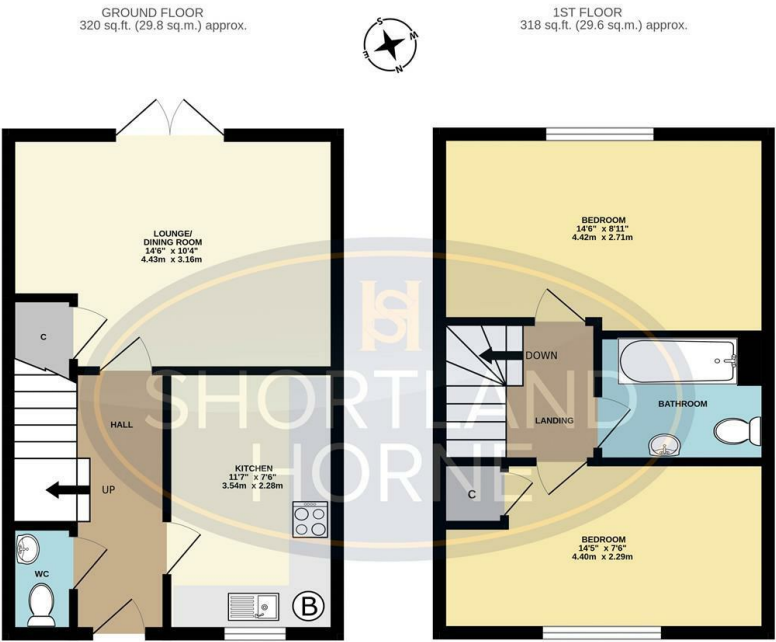 GROUND FLOOR
320 sq.ft. (29.8 sq.m.) approx.
1ST FLOOR
318 sq.ft. (29.6 sq.m.) approx.
S
W
E
N
LOUNGE/
DINING ROOM
14'6" x 10'4"
4.43m x 3.16m
C
HALL
UP
KITCHEN
11'7" x 7'6"
3.54m x 2.28m
WC
B
BEDROOM
14'6" x 8'11"
4.42m x 2.71m
DOWN
LANDING
BATHROOM
C
BEDROOM
14'5" x 7'6"
4.40m x 2.29m
SH
SHORTLAND
HORNE